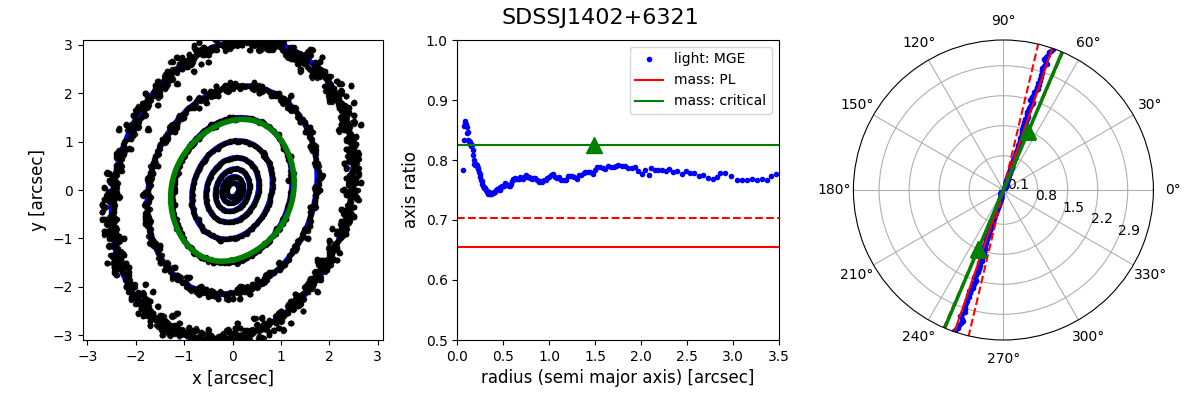 SDSSJ1402+6321
3
2
1
0
−1
−2
−3
y [arcsec]
−3 −2 −1 0 1 2 3
x [arcsec]
1.0
0.9
0.8
0.7
0.6
0.5
axis ratio
light: MGE
mass: PL
mass: critical
0.0 0.5 1.0 1.5 2.0 2.5 3.0 3.5
radius (semi major axis) [arcsec]
90°
120° 60°
150° 30°
180° 0°
0.1 0.8 1.5 2.2 2.9
210° 330°
240° 300°
270°